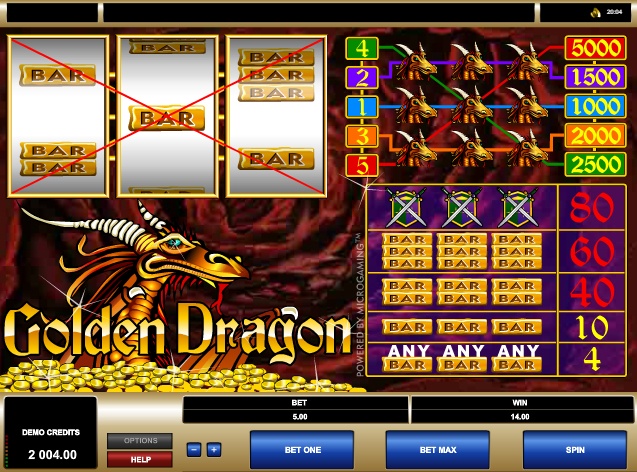 20:04
BAR
BAR
BAR
BAR
BAR
BAR
BAR
BAR
BAR
BAR
4
2
1
3
5
5000
1500
1000
2000
2500
80
BAR BAR BAR
BAR BAR BAR
BAR BAR BAR
60
BAR BAR BAR
BAR BAR BAR
40
BAR BAR BAR
10
ANY ANY ANY
BAR BAR BAR
4
POWERED BY MICROGAMING™
Golden Dragon
DEMO CREDITS
2 004.00
OPTIONS
HELP
BET
5.00
WIN
14.00
−
+
BET ONE
BET MAX
SPIN